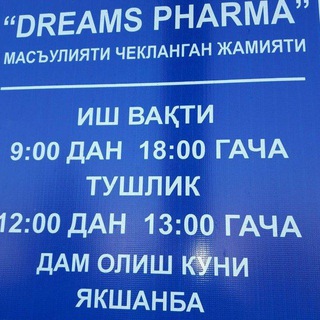 “DREAMS PHARMA”
МАСЪУЛИЯТИ ЧЕКЛАНГАН ЖАМИЯТИ
ИШ ВАҚТИ
9:00 ДАН 18:00 ГАЧА
ТУШЛИК
12:00 ДАН 13:00 ГАЧА
ДАМ ОЛИШ КУНИ
ЯКШАНБА